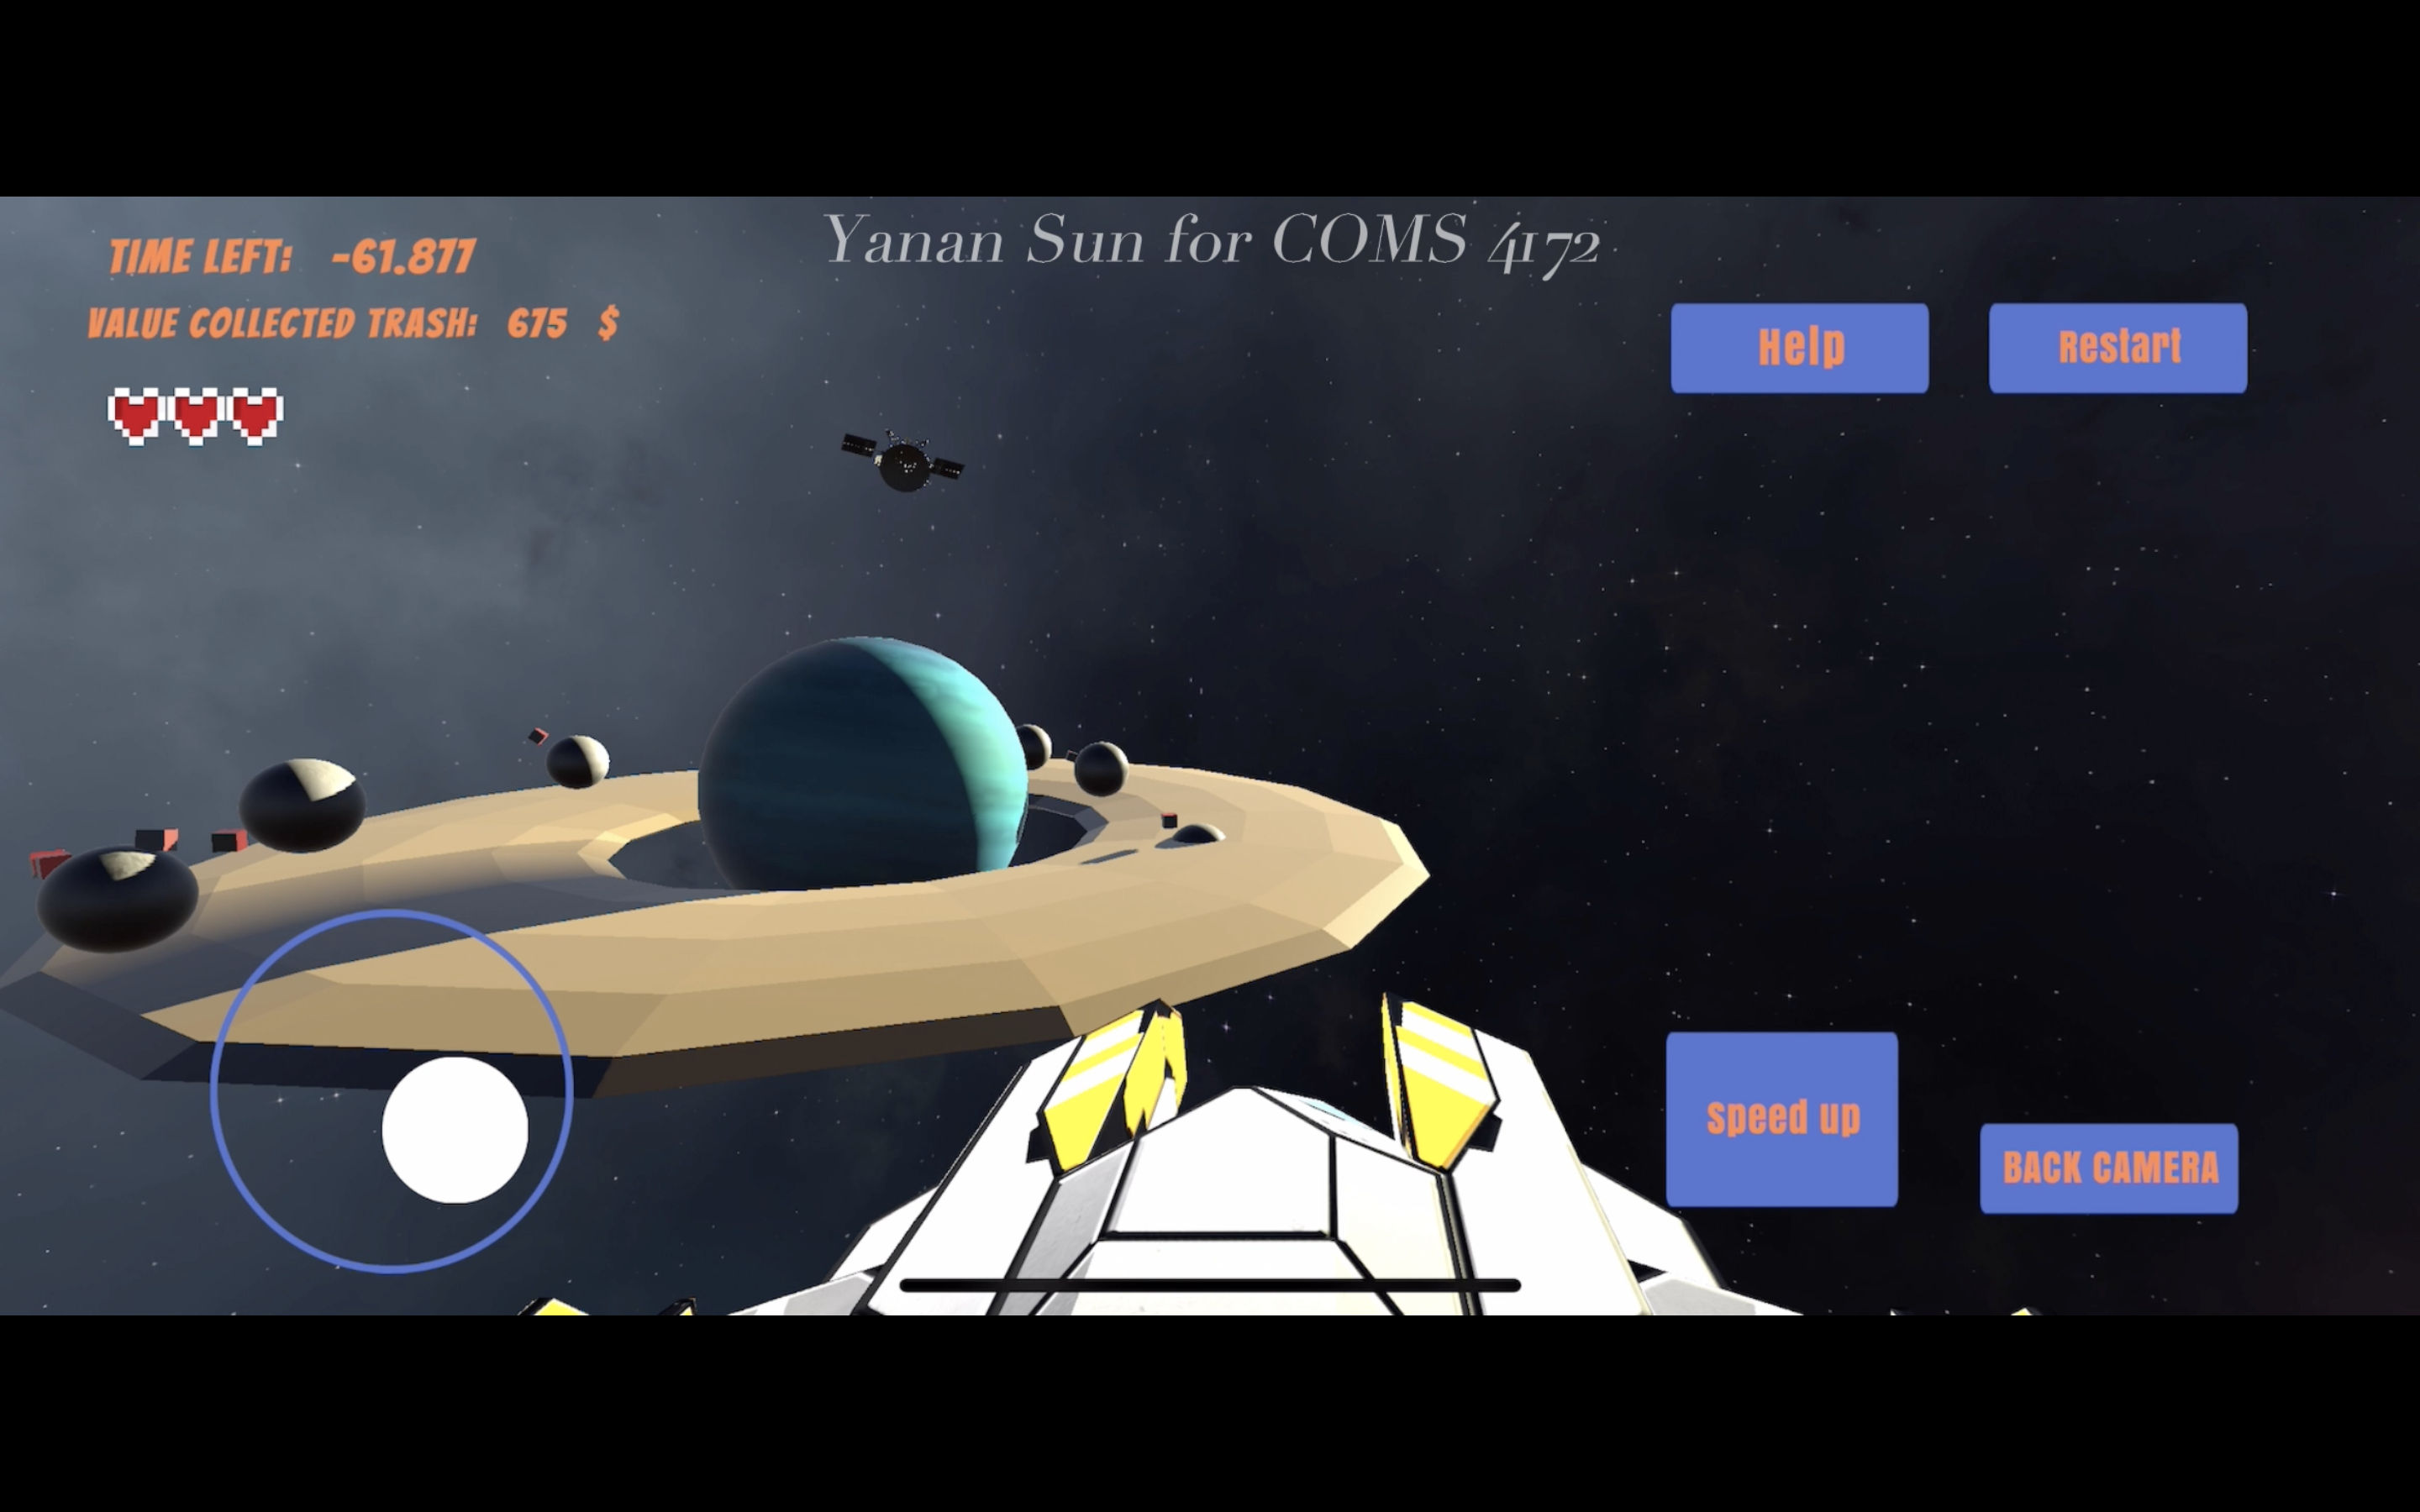 Yanan Sun for COMS 4172
TIME LEFT: -61.877
VALUE COLLECTED TRASH: 675 $
Help
Restart
Speed up
BACK CAMERA